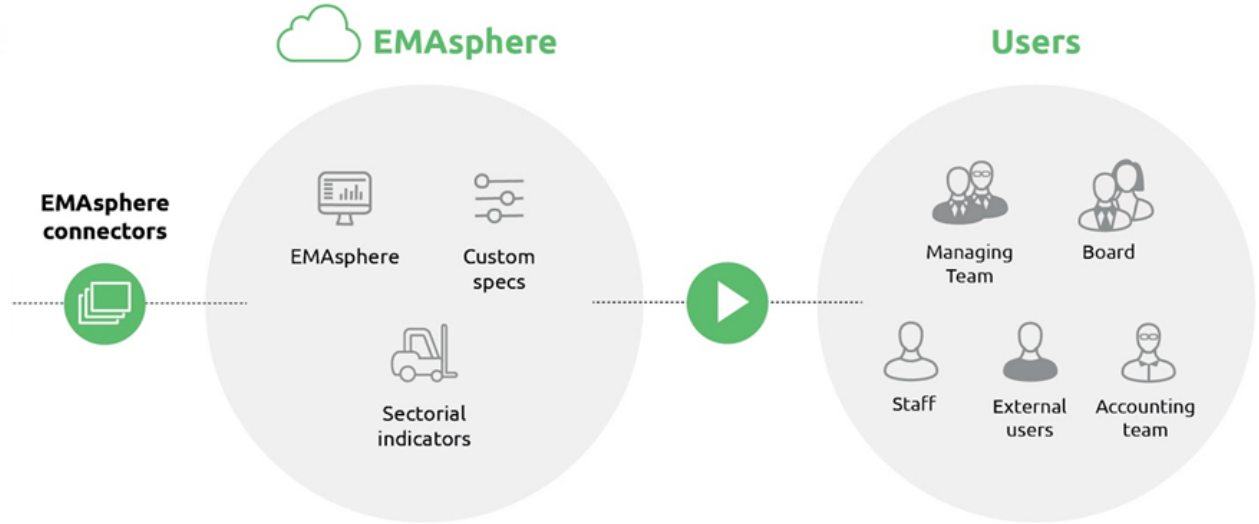 EMAsphere
Users
EMAsphere
connectors
EMAsphere
Custom
specs
Sectorial
indicators
Managing
Team
Board
Staff
External
users
Accounting
team